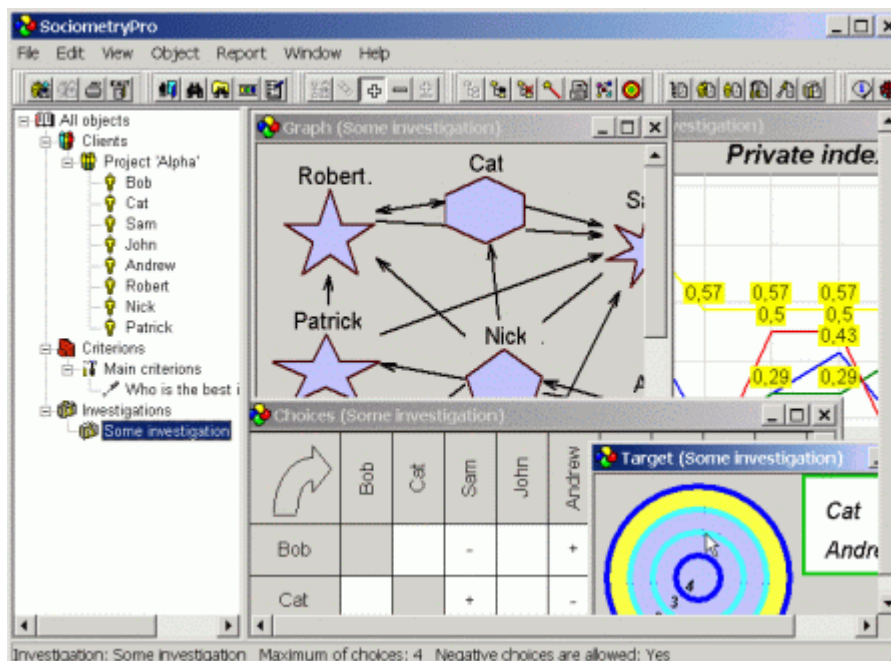 SociometryPro
File Edit View Object Report Window Help
All objects
Clients
Project 'Alpha'
Bob
Cat
Sam
John
Andrew
Robert
Nick
Patrick
Criterions
Main criterions
Who is the best i
Investigations
Some investigation
Graph (Some investigation)
Robert.
Cat
Sa
Patrick
Nick
A
vestigation)
Private index
0,57 0,57 0,57
0,5 0,5
0,43
0,29 0,29
Choices (Some investigation)
Bob Cat Sam John Andrew
Bob - +
Cat + -
Target (Some investigation)
4
3
Cat
Andre
Investigation: Some investigation Maximum of choices: 4 Negative choices are allowed: Yes